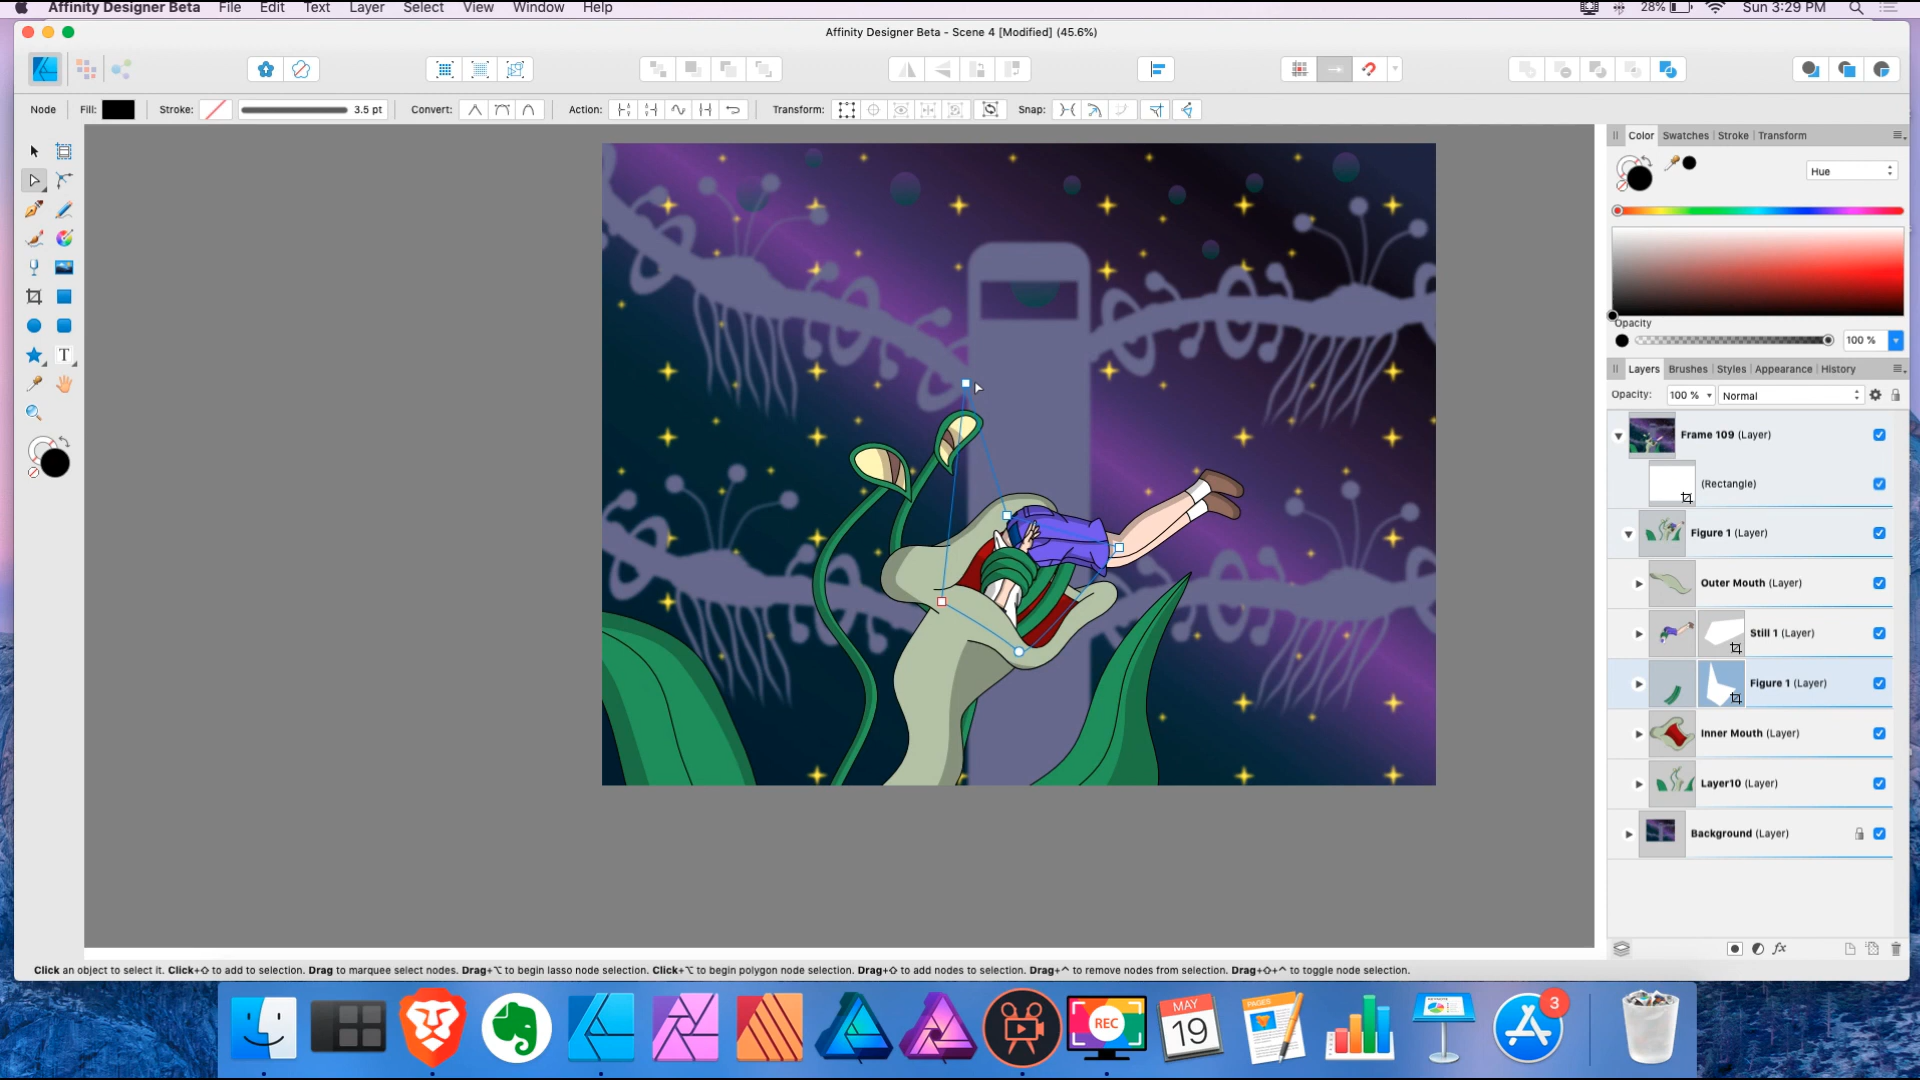 Affinity Designer Beta File Edit Text Layer Select View Window Help 28% Sun 3:29 PM
Affinity Designer Beta - Scene 4 [Modified] (45.6%)
Node Fill: Stroke: 3.5 pt Convert: Action: Transform: Snap:
Color Swatches Stroke Transform
Hue
Opacity
100 %
Layers Brushes Styles Appearance History
Opacity: 100 % Normal
Frame 109 (Layer)
(Rectangle)
Figure 1 (Layer)
Outer Mouth (Layer)
Still 1 (Layer)
Figure 1 (Layer)
Inner Mouth (Layer)
Layer10 (Layer)
Background (Layer)
T
fx
Click an object to select it. Click+⇧ to add to selection. Drag to marquee select nodes. Drag+⌥ to begin lasso node selection. Click+⌥ to begin polygon node selection. Drag+⇧ to add nodes to selection. Drag+^ to remove nodes from selection. Drag+⇧+^ to toggle node selection.
REC
MAY
19
PAGES
3